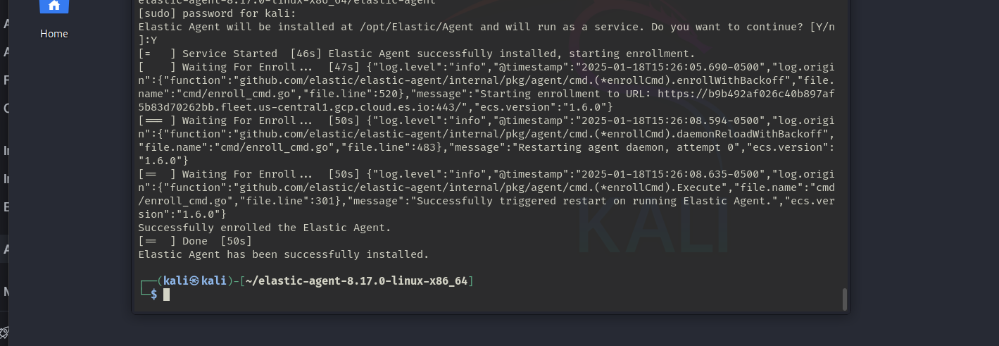 elastic-agent-8.17.0-linux-x86_64/elastic-agent
[sudo] password for kali:
Home
Elastic Agent will be installed at /opt/Elastic/Agent and will run as a service. Do you want to continue? [Y/n
]:Y
[=   ] Service Started  [46s] Elastic Agent successfully installed, starting enrollment.
[    ] Waiting For Enroll...  [47s] {"log.level":"info","@timestamp":"2025-01-18T15:26:05.690-0500","log.origi
n":{"function":"github.com/elastic/elastic-agent/internal/pkg/agent/cmd.(*enrollCmd).enrollWithBackoff","file.
name":"cmd/enroll_cmd.go","file.line":520},"message":"Starting enrollment to URL: https://b9b492af026c40b897af
5b83d70262bb.fleet.us-central1.gcp.cloud.es.io:443/","ecs.version":"1.6.0"}
[=== ] Waiting For Enroll...  [50s] {"log.level":"info","@timestamp":"2025-01-18T15:26:08.594-0500","log.origi
n":{"function":"github.com/elastic/elastic-agent/internal/pkg/agent/cmd.(*enrollCmd).daemonReloadWithBackoff",
"file.name":"cmd/enroll_cmd.go","file.line":483},"message":"Restarting agent daemon, attempt 0","ecs.version":
"1.6.0"}
[==  ] Waiting For Enroll...  [50s] {"log.level":"info","@timestamp":"2025-01-18T15:26:08.635-0500","log.origi
n":{"function":"github.com/elastic/elastic-agent/internal/pkg/agent/cmd.(*enrollCmd).Execute","file.name":"cmd
/enroll_cmd.go","file.line":301},"message":"Successfully triggered restart on running Elastic Agent.","ecs.ver
sion":"1.6.0"}
Successfully enrolled the Elastic Agent.
[==  ] Done  [50s]
Elastic Agent has been successfully installed.
KALI
┌──(kali㉿kali)-[~/elastic-agent-8.17.0-linux-x86_64]
└─$